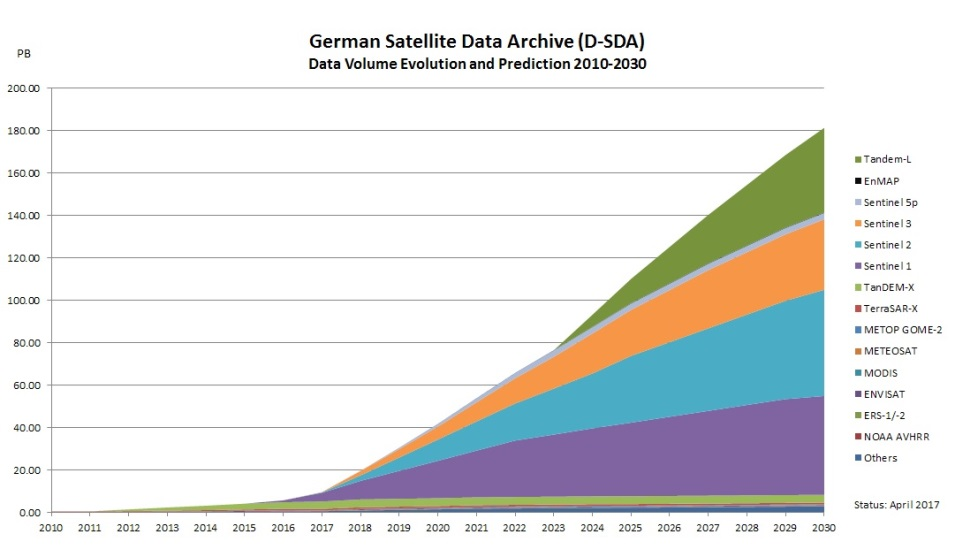 German Satellite Data Archive (D-SDA)
PB
Data Volume Evolution and Prediction 2010-2030
200.00
180.00
160.00
140.00
120.00
100.00
80.00
60.00
40.00
20.00
0.00
2010 2011 2012 2013 2014 2015 2016 2017 2018 2019 2020 2021 2022 2023 2024 2025 2026 2027 2028 2029 2030
Tandem-L
EnMAP
Sentinel 5p
Sentinel 3
Sentinel 2
Sentinel 1
TanDEM-X
TerraSAR-X
METOP GOME-2
METEOSAT
MODIS
ENVISAT
ERS-1/-2
NOAA AVHRR
Others
Status: April 2017